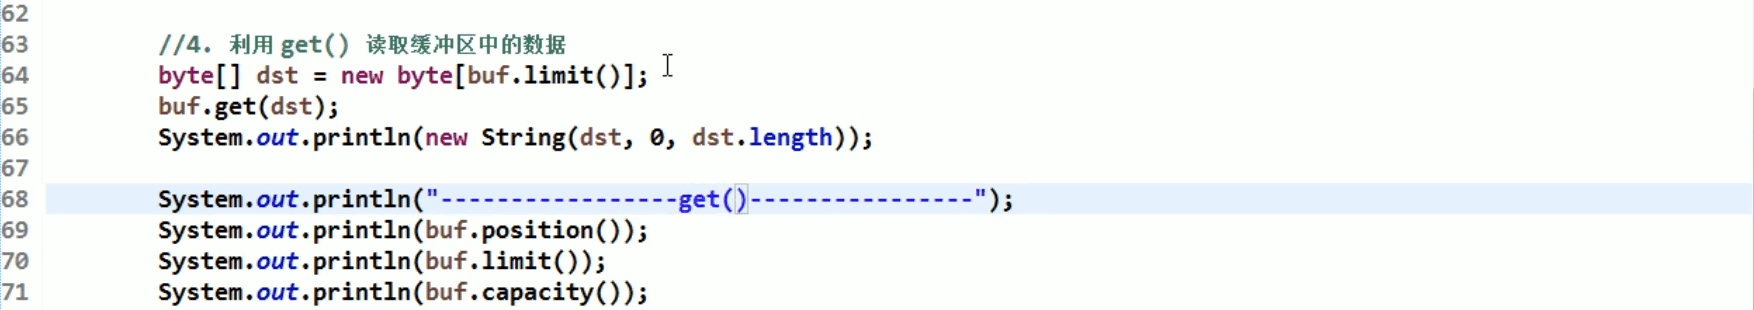 62
63 //4. 利用 get() 读取缓冲区中的数据
64 byte[] dst = new byte[buf.limit()];
65 buf.get(dst);
66 System.out.println(new String(dst, 0, dst.length));
67
68 System.out.println("-----------------get()----------------");
69 System.out.println(buf.position());
70 System.out.println(buf.limit());
71 System.out.println(buf.capacity());